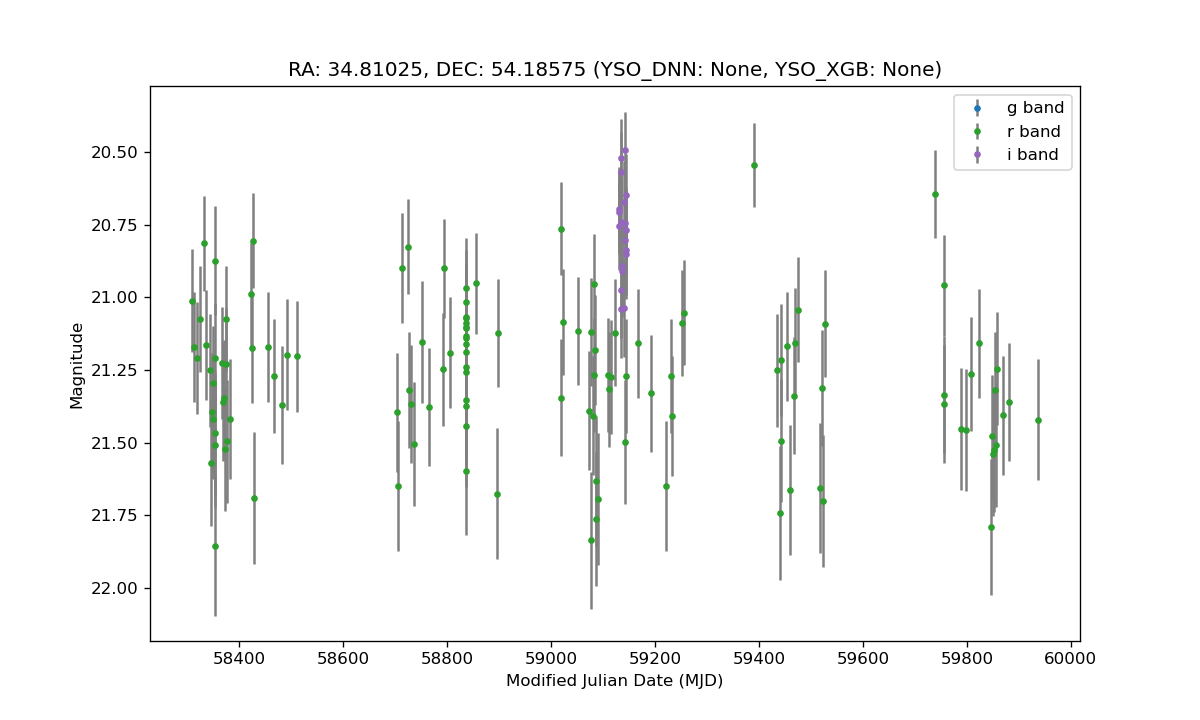 RA: 34.81025, DEC: 54.18575 (YSO_DNN: None, YSO_XGB: None)
g band
r band
i band
20.50
20.75
21.00
21.25
21.50
21.75
22.00
Magnitude
58400 58600 58800 59000 59200 59400 59600 59800 60000
Modified Julian Date (MJD)